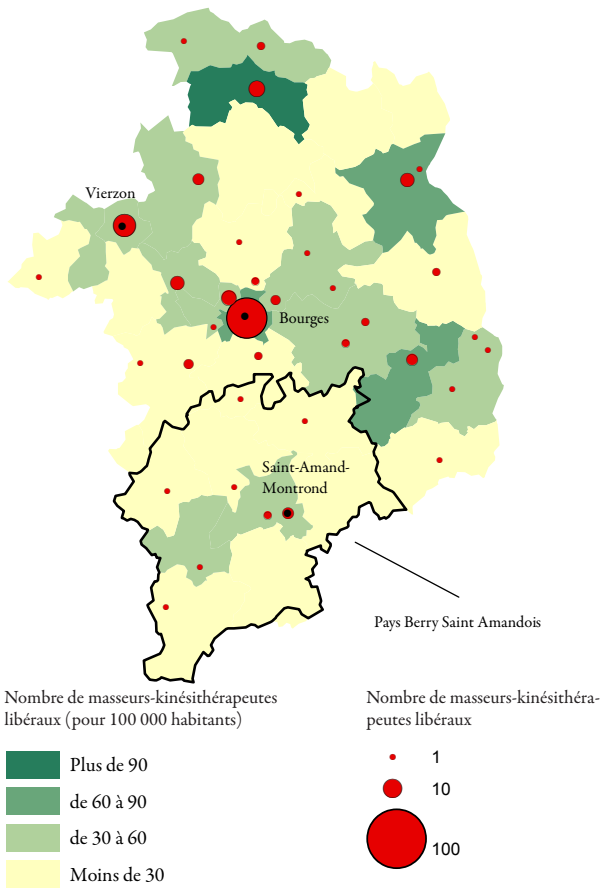 Vierzon
Bourges
Saint-Amand-
Montrond
Pays Berry Saint Amandois
Nombre de masseurs-kinésithérapeutes
libéraux (pour 100 000 habitants)
Plus de 90
de 60 à 90
de 30 à 60
Moins de 30
Nombre de masseurs-kinésithéra-
peutes libéraux
1
10
100